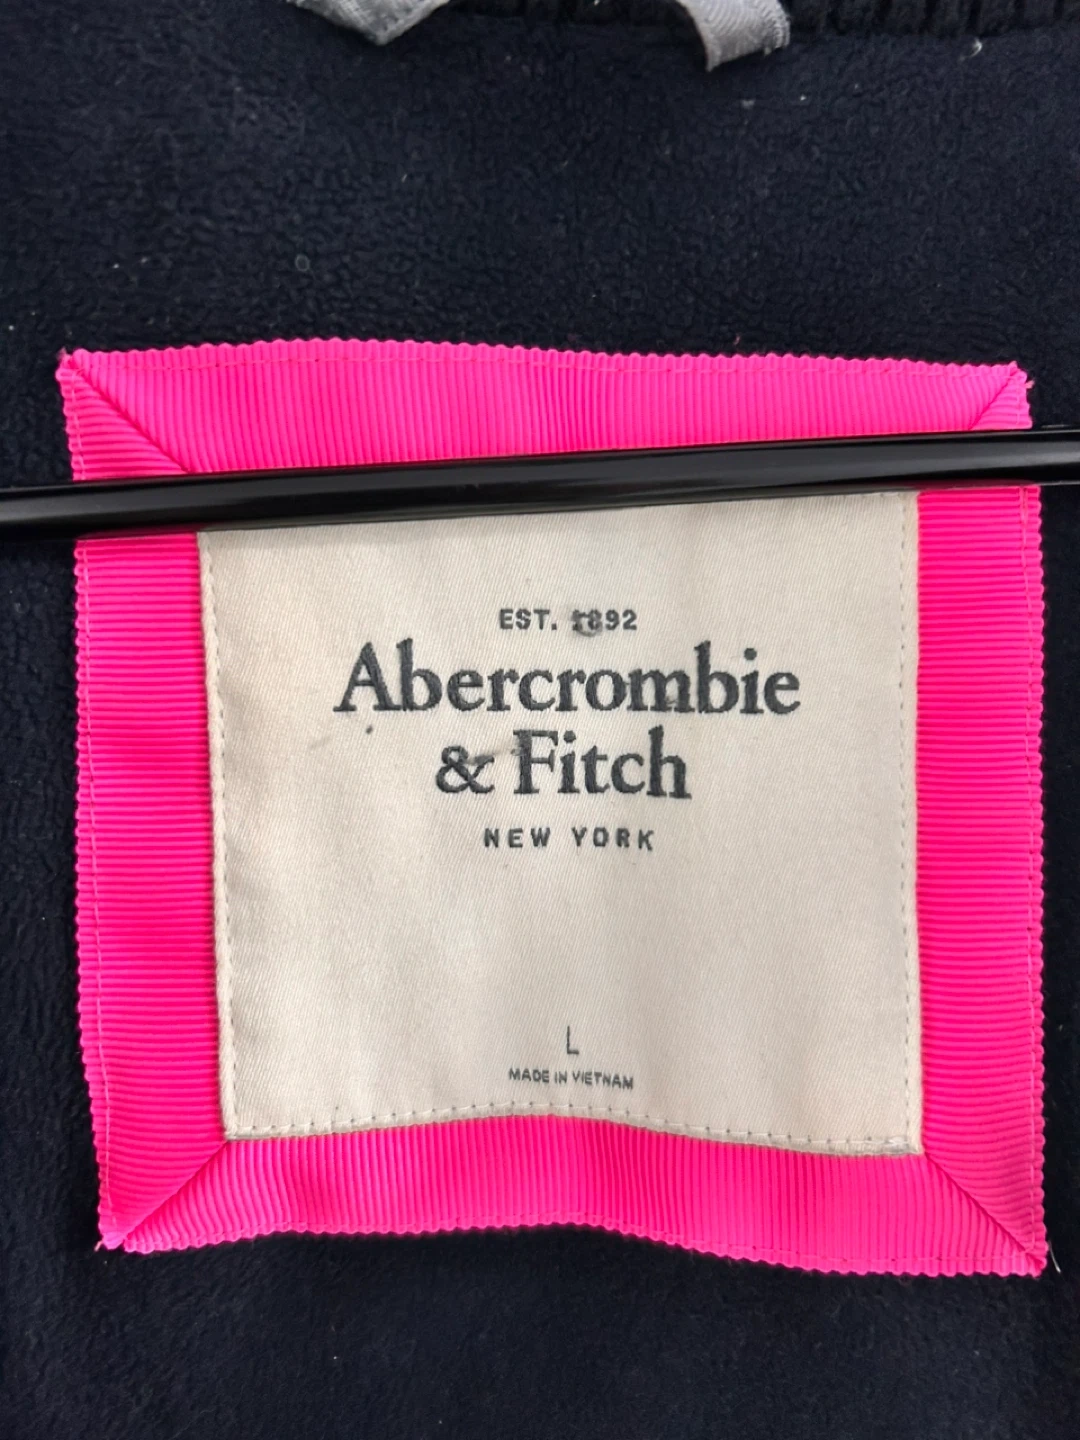 EST. 1892
Abercrombie
& Fitch
NEW YORK
L
MADE IN VIETNAM